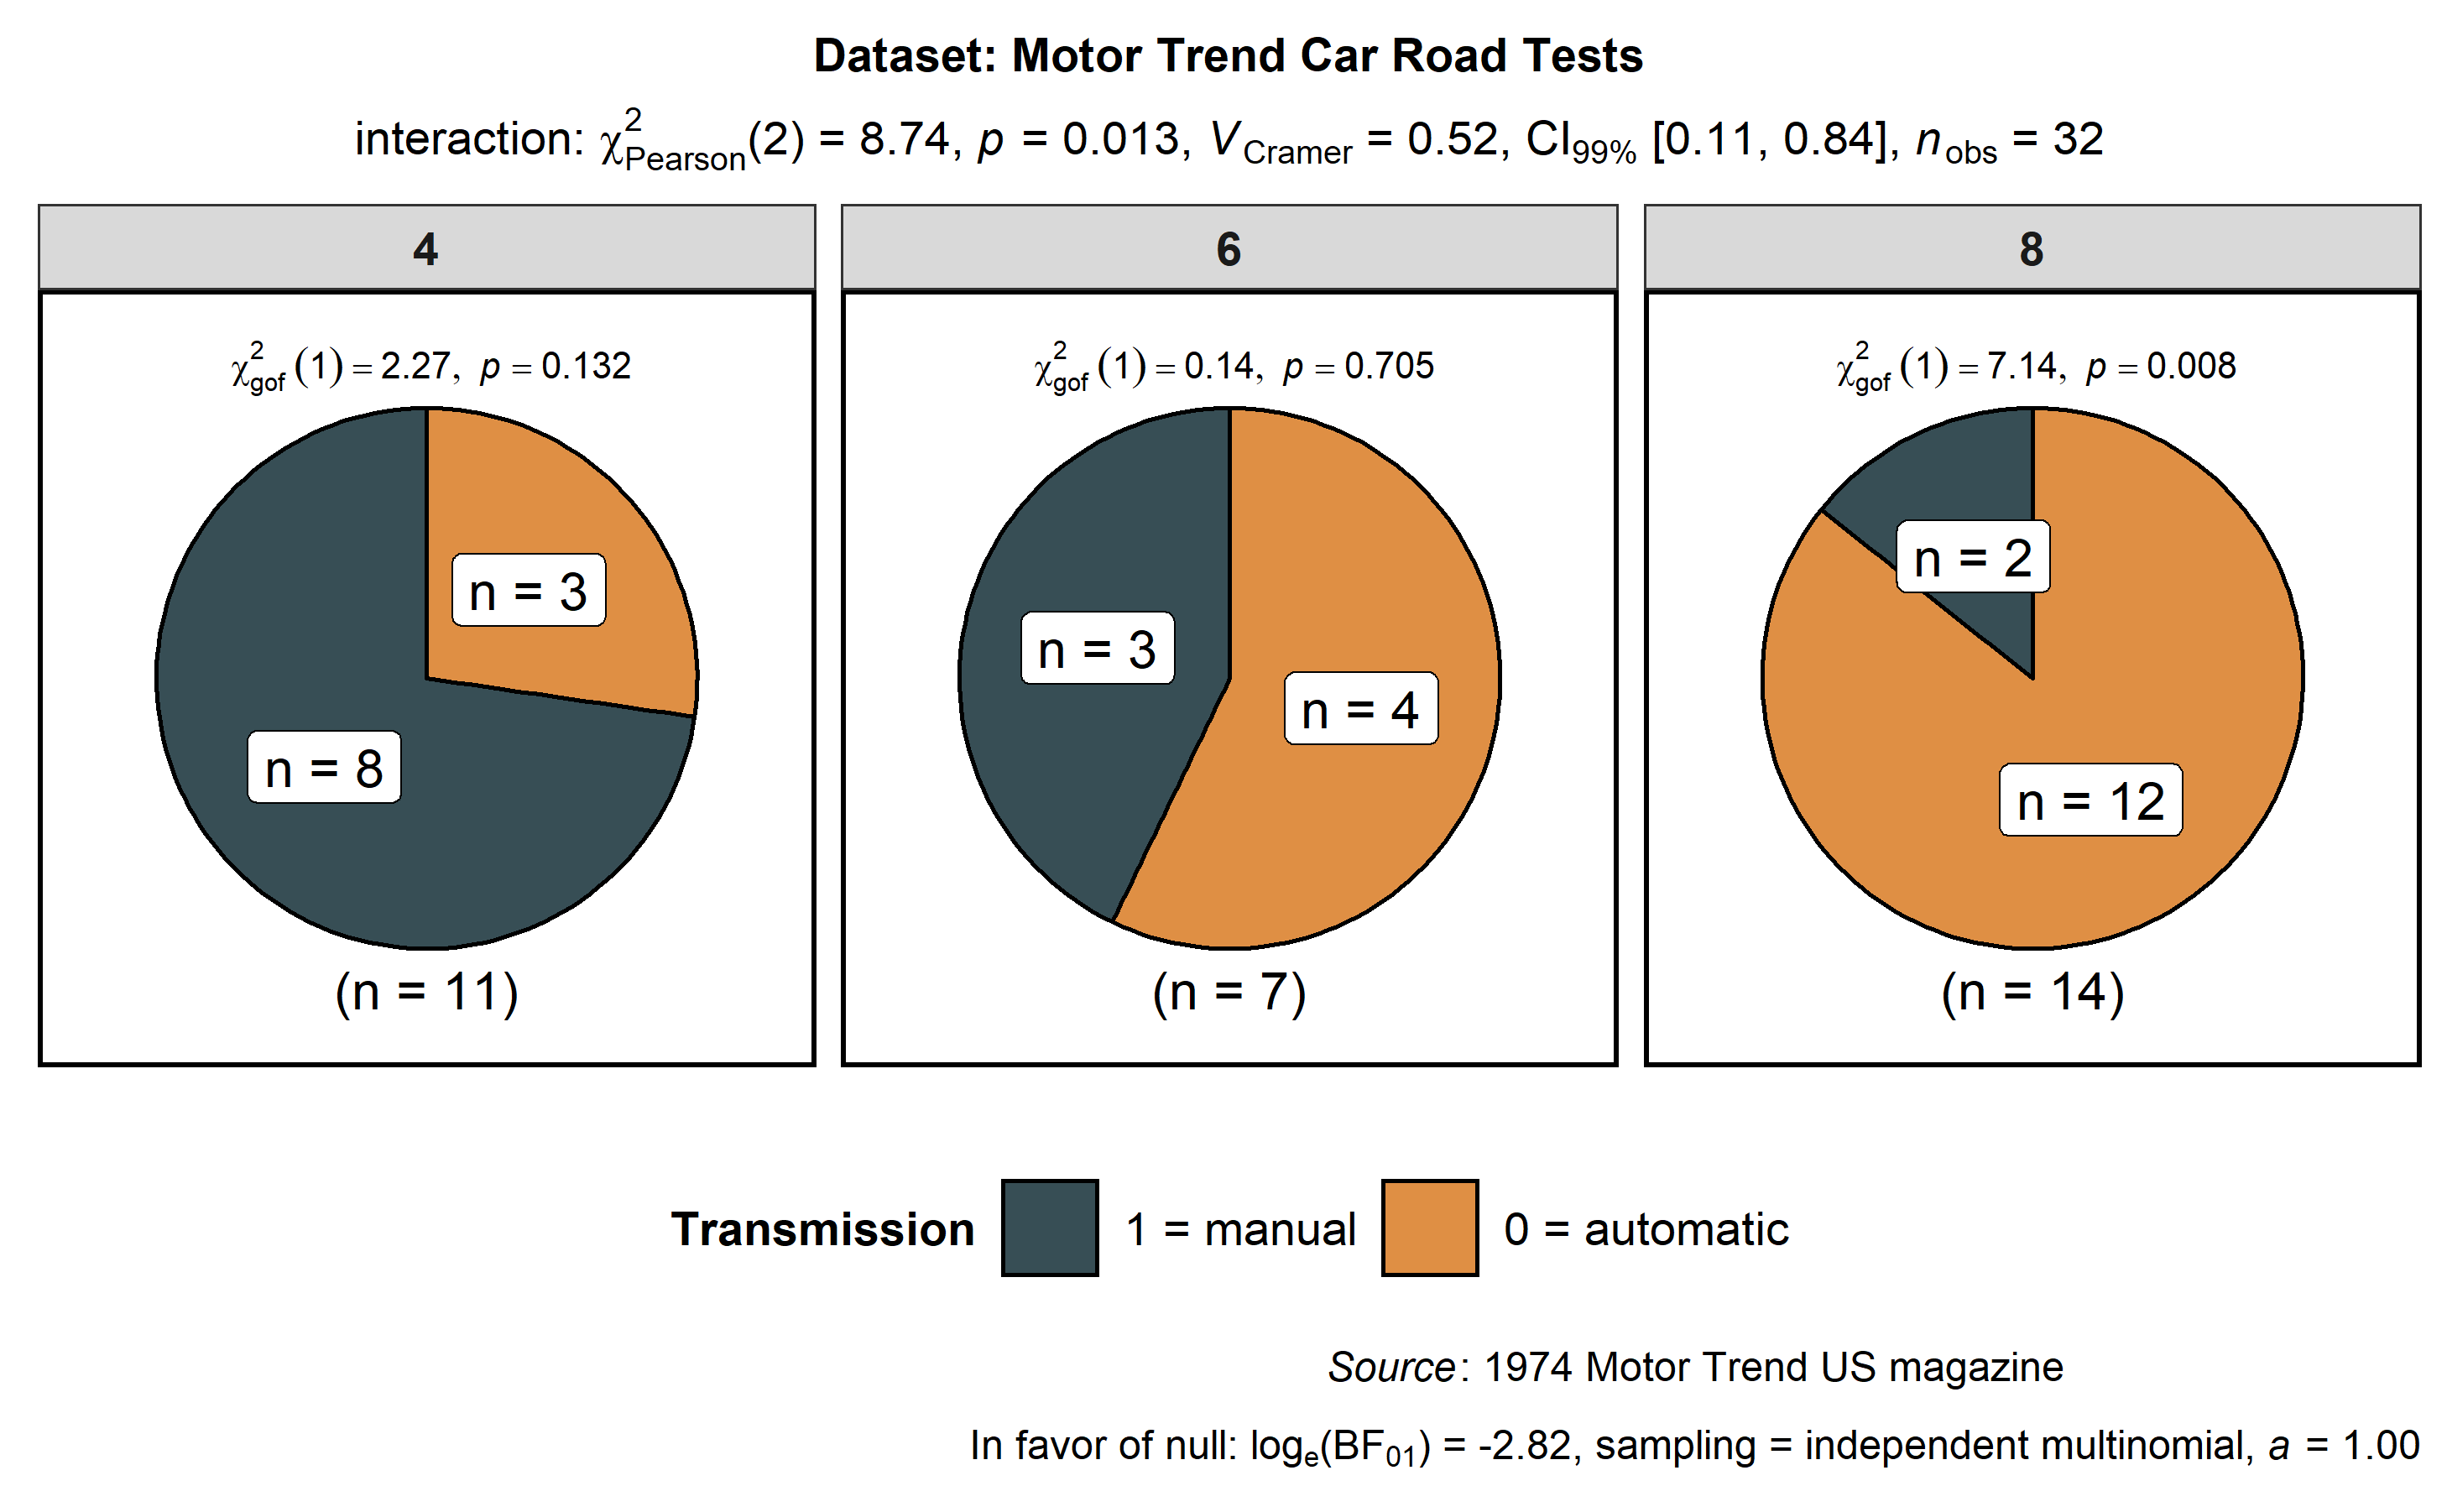 Dataset: Motor Trend Car Road Tests
interaction: χ²Pearson(2) = 8.74, p = 0.013, VCramer = 0.52, CI99% [0.11, 0.84], nobs = 32
4
6
8
χ²gof (1) = 2.27, p = 0.132
χ²gof (1) = 0.14, p = 0.705
χ²gof (1) = 7.14, p = 0.008
n = 3
n = 8
(n = 11)
n = 3
n = 4
(n = 7)
n = 2
n = 12
(n = 14)
Transmission 1 = manual 0 = automatic
Source: 1974 Motor Trend US magazine
In favor of null: loge(BF01) = -2.82, sampling = independent multinomial, a = 1.00